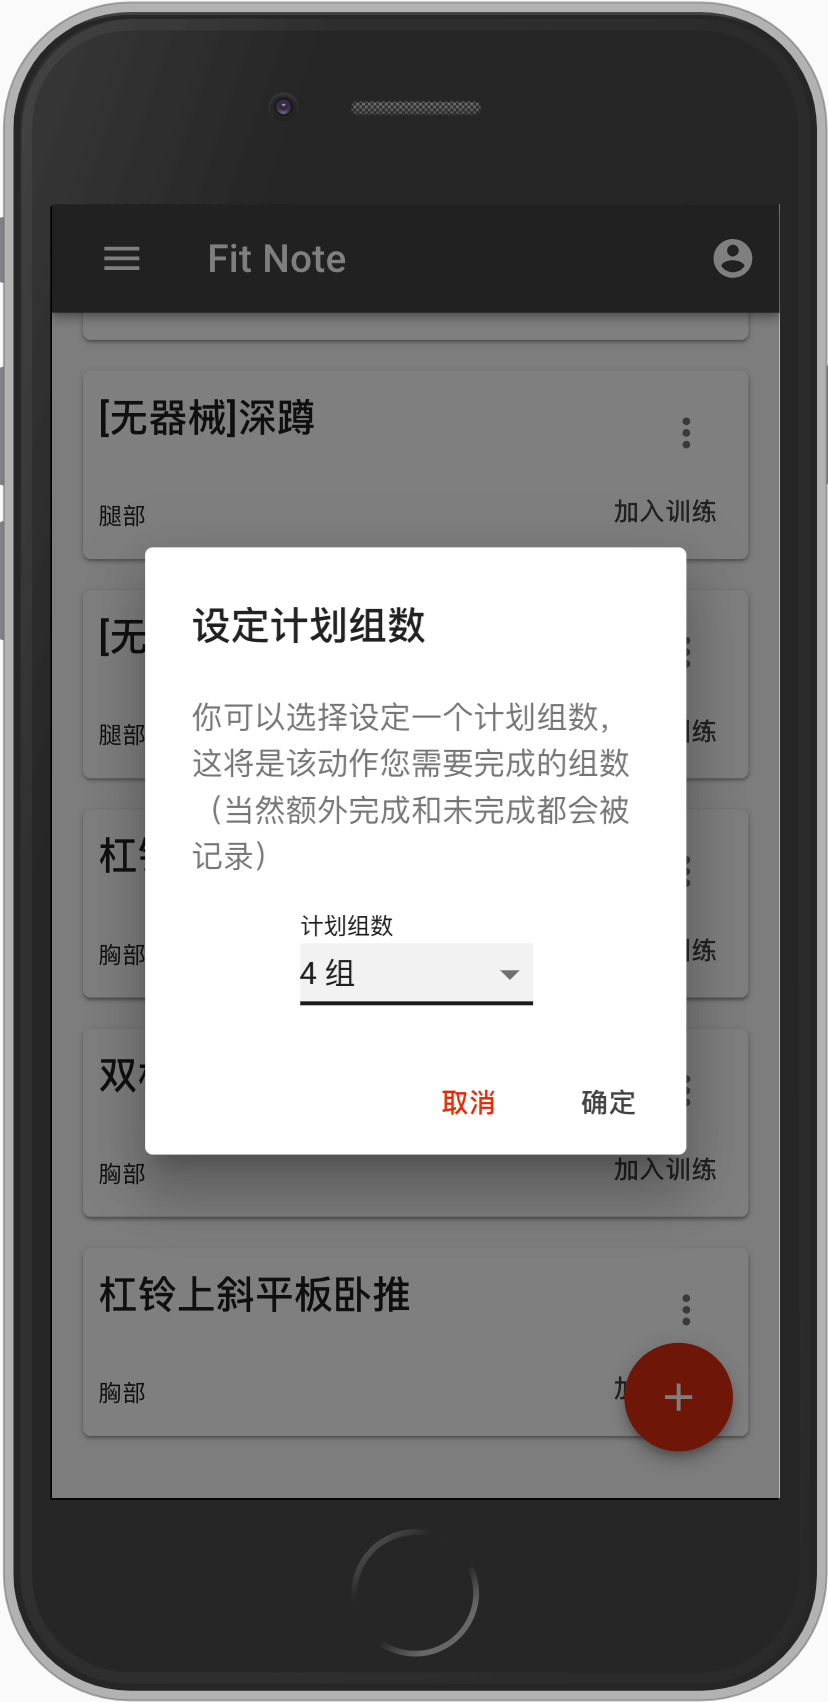 Fit Note
[无器械]深蹲
腿部
加入训练
[无
腿部
练
设定计划组数
你可以选择设定一个计划组数，
这将是该动作您需要完成的组数
（当然额外完成和未完成都会被
记录）
计划组数
4 组
取消
确定
杠
胸部
练
双
胸部
加入训练
杠铃上斜平板卧推
胸部